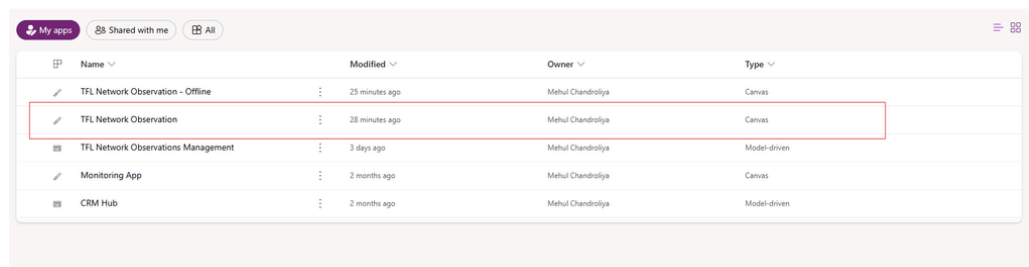 My apps Shared with me All
Name Modified Owner Type
TFL Network Observation - Offline 25 minutes ago Mehul Chandroliya Canvas
TFL Network Observation 28 minutes ago Mehul Chandroliya Canvas
TFL Network Observations Management 3 days ago Mehul Chandroliya Model-driven
Monitoring App 2 months ago Mehul Chandroliya Canvas
CRM Hub 2 months ago Mehul Chandroliya Model-driven